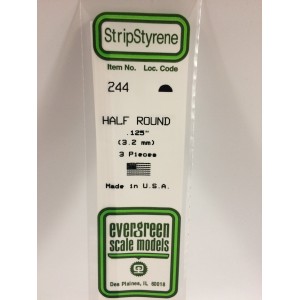 StripStyrene
Item No. Loc. Code
244
HALF ROUND
.125"
(3.2 mm)
3 Pieces
Made in U.S.A.
evergreen
scale models
Des Plaines, IL 60018